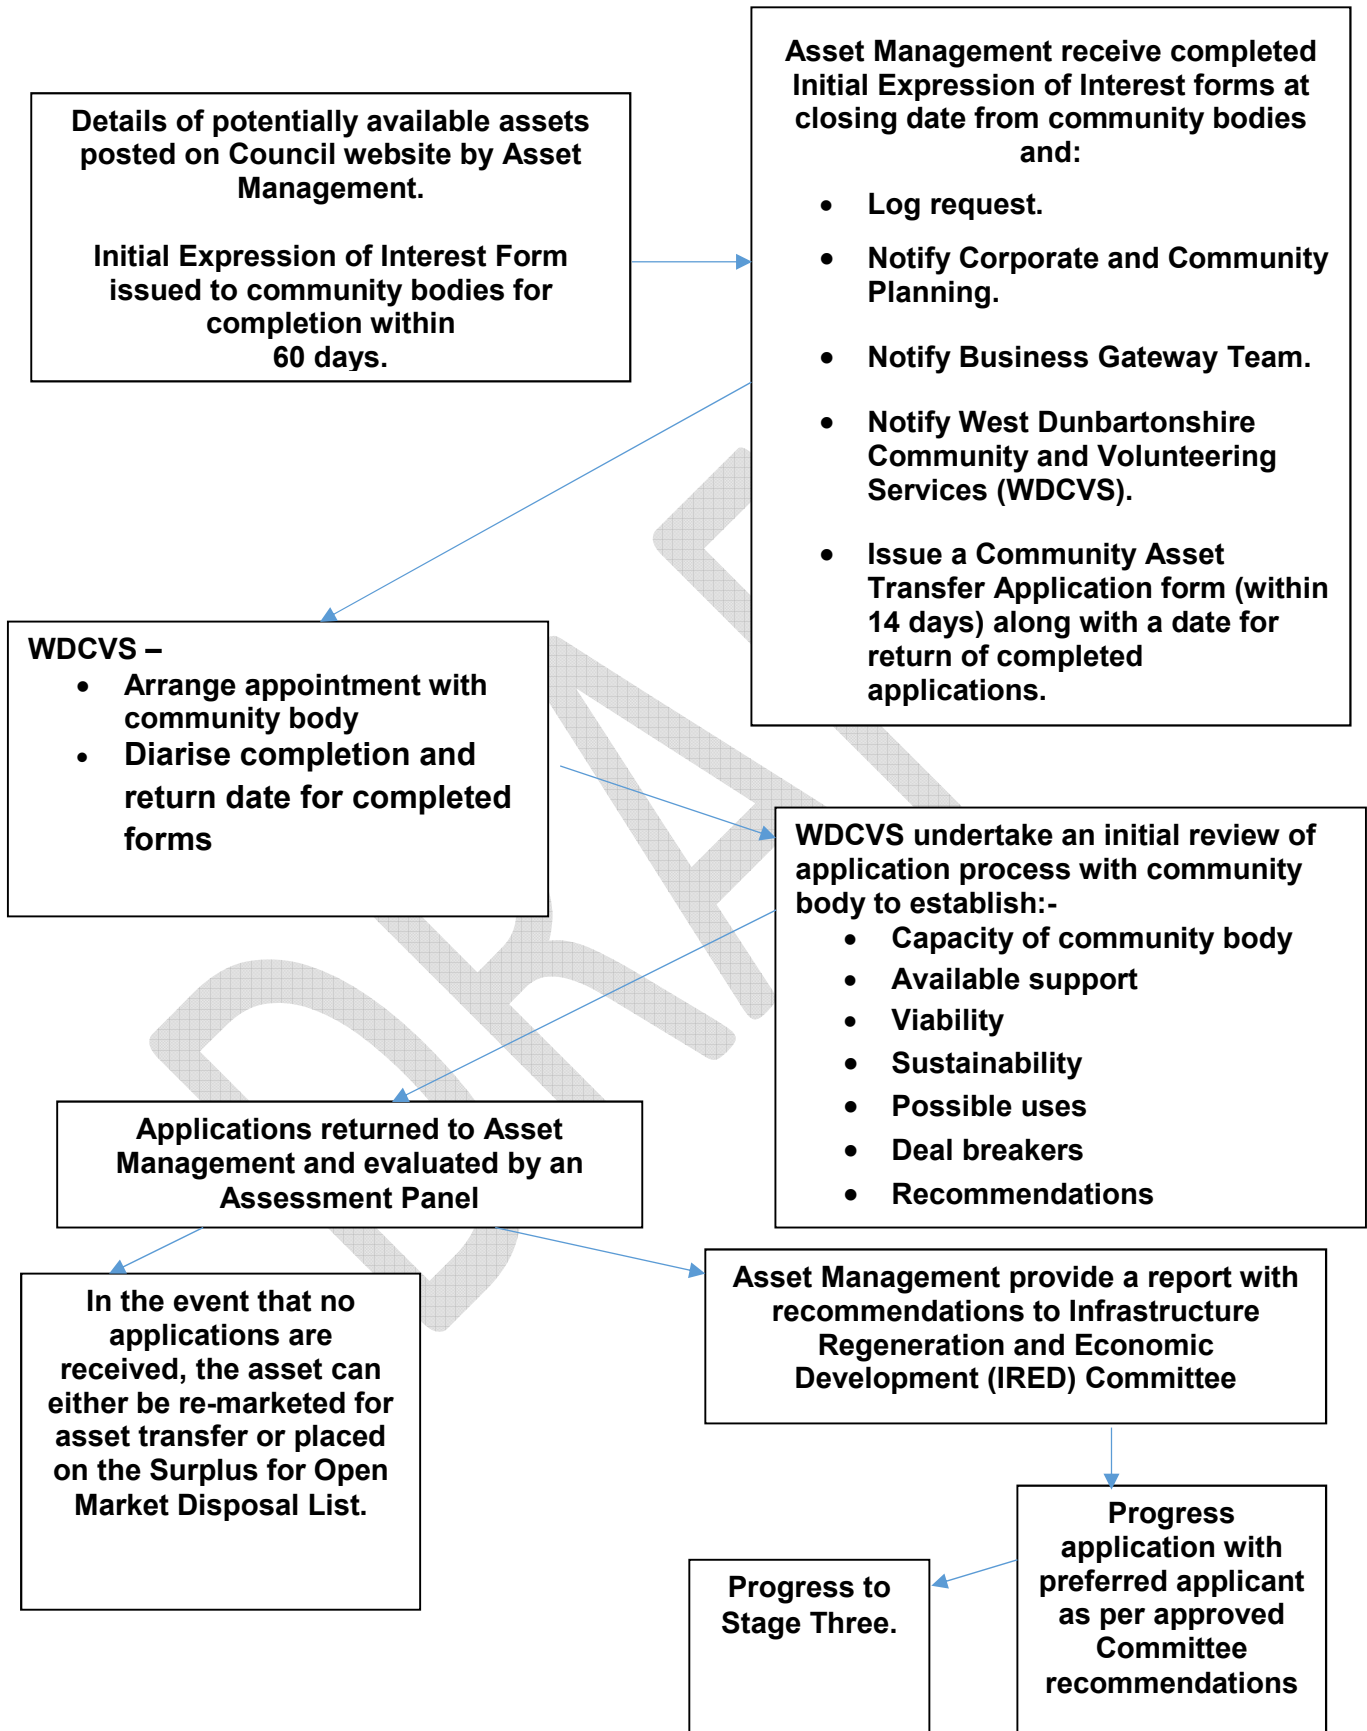 Details of potentially available assets
posted on Council website by Asset
Management.
Initial Expression of Interest Form
issued to community bodies for
completion within
60 days.
Asset Management receive completed
Initial Expression of Interest forms at
closing date from community bodies
and:
• Log request.
• Notify Corporate and Community
Planning.
• Notify Business Gateway Team.
• Notify West Dunbartonshire
Community and Volunteering
Services (WDCVS).
• Issue a Community Asset
Transfer Application form (within
14 days) along with a date for
return of completed
applications.
WDCVS –
• Arrange appointment with
community body
• Diarise completion and
return date for completed
forms
WDCVS undertake an initial review of
application process with community
body to establish:-
• Capacity of community body
• Available support
• Viability
• Sustainability
• Possible uses
• Deal breakers
• Recommendations
Applications returned to Asset
Management and evaluated by an
Assessment Panel
In the event that no
applications are
received, the asset can
either be re-marketed for
asset transfer or placed
on the Surplus for Open
Market Disposal List.
Asset Management provide a report with
recommendations to Infrastructure
Regeneration and Economic
Development (IRED) Committee
Progress
application with
preferred applicant
as per approved
Committee
recommendations
Progress to
Stage Three.
DRAFT